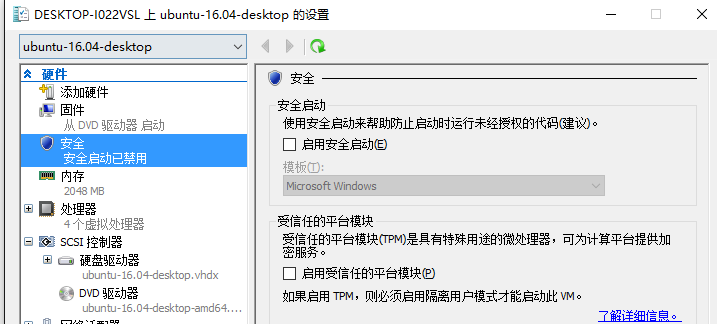 DESKTOP-I022VSL 上 ubuntu-16.04-desktop 的设置
ubuntu-16.04-desktop
硬件
添加硬件
固件
从 DVD 驱动器 启动
安全
安全启动已禁用
内存
2048 MB
处理器
4 个虚拟处理器
SCSI 控制器
硬盘驱动器
ubuntu-16.04-desktop.vhdx
DVD 驱动器
ubuntu-16.04-desktop-amd64....
安全
安全启动
使用安全启动来帮助防止启动时运行未经授权的代码(建议)。
启用安全启动(E)
模板(T):
Microsoft Windows
受信任的平台模块
受信任的平台模块(TPM)是具有特殊用途的微处理器，可为计算平台提供加
密服务。
启用受信任的平台模块(P)
如果启用 TPM，则必须启用隔离用户模式才能启动此 VM。
了解详细信息。